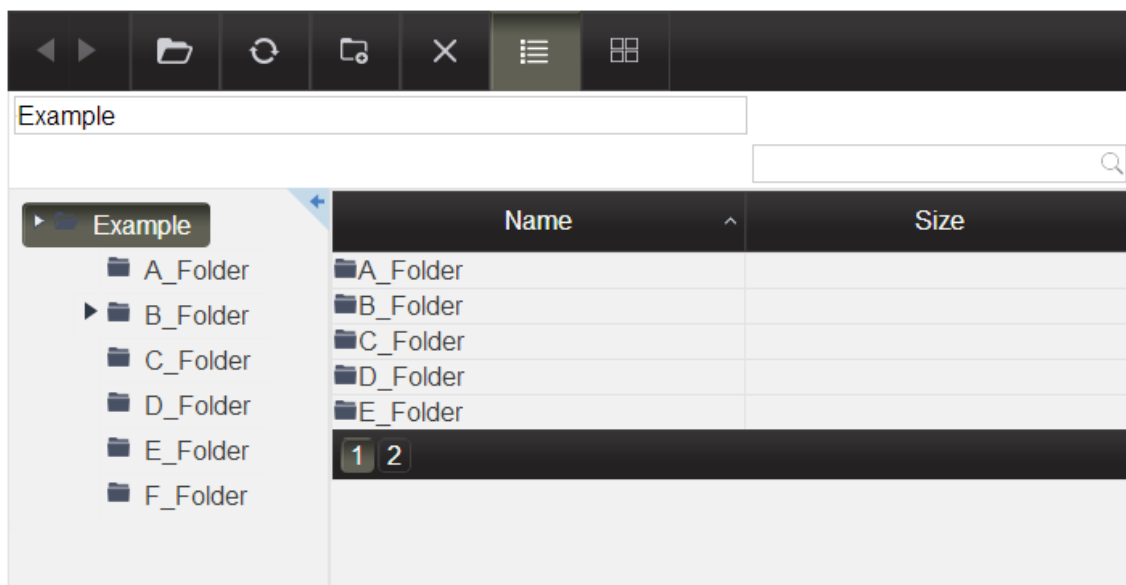 Example
Example
A_Folder
B_Folder
C_Folder
D_Folder
E_Folder
F_Folder
Name Size
A_Folder
B_Folder
C_Folder
D_Folder
E_Folder
1 2